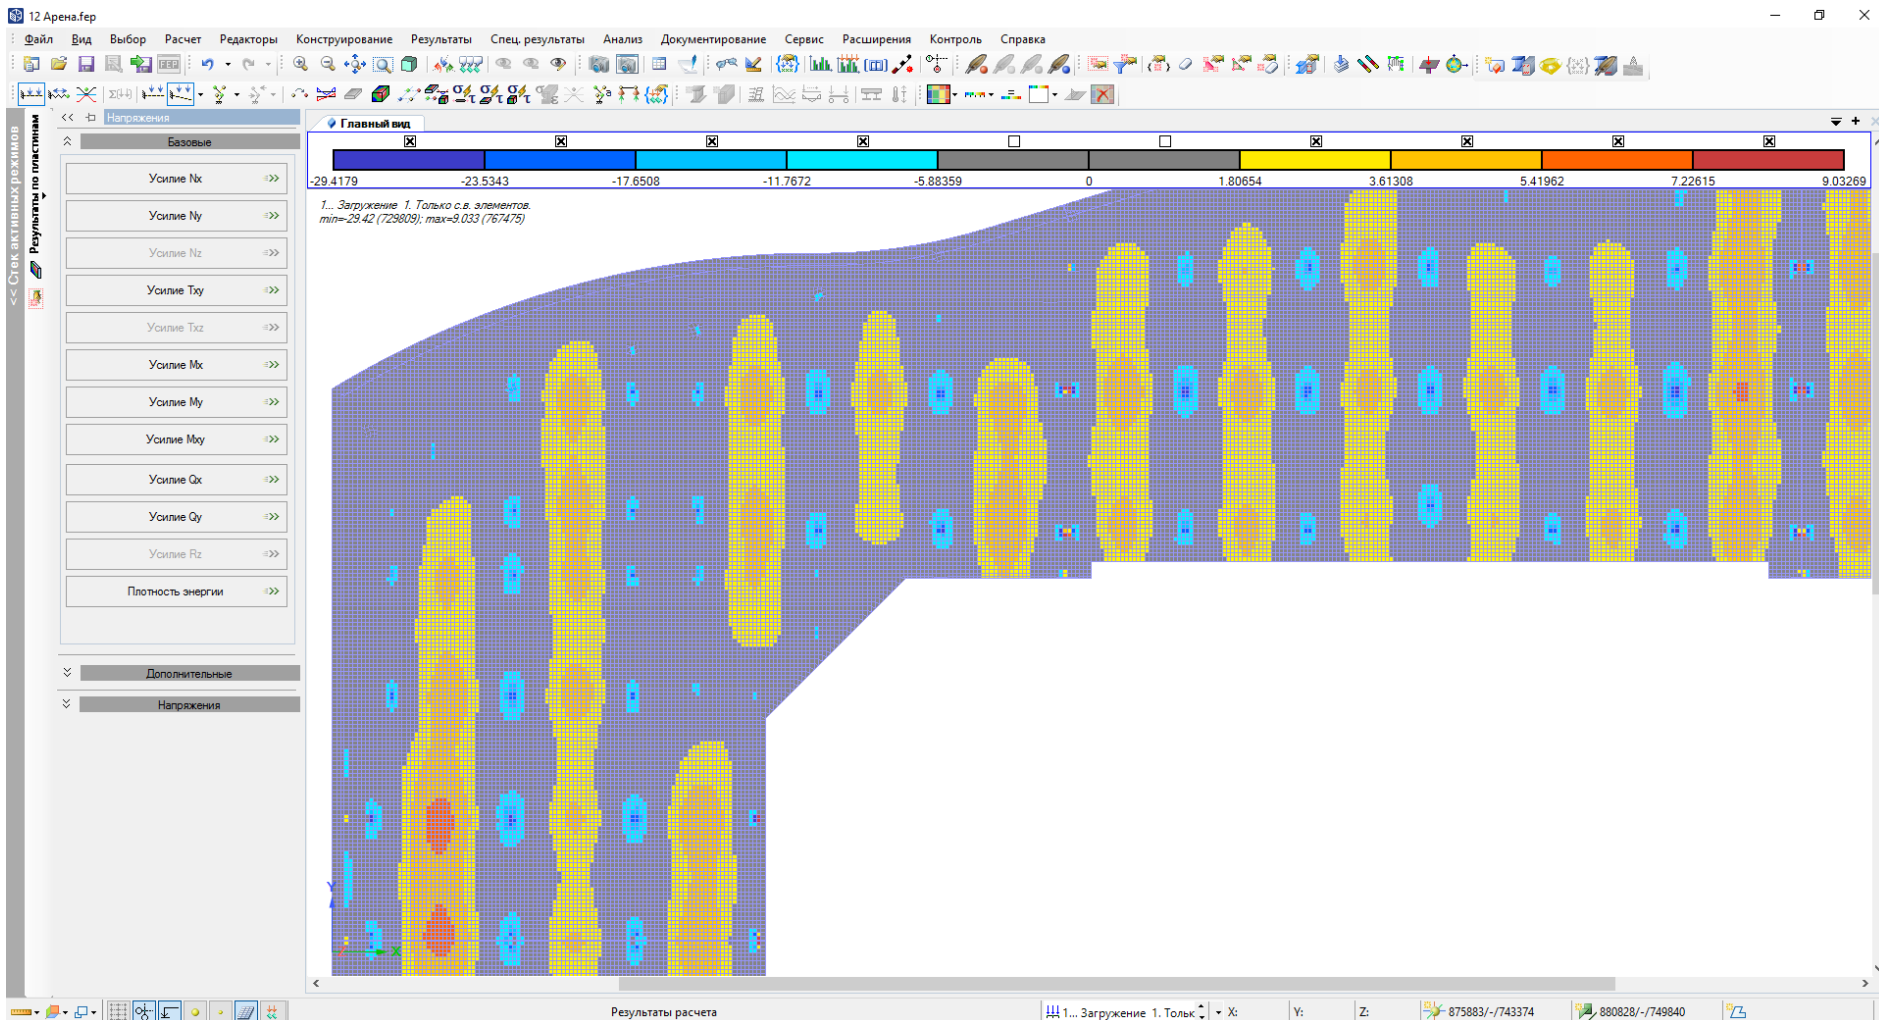 12 Арена.fep
Файл Вид Выбор Расчет Редакторы Конструирование Результаты Спец. результаты Анализ Документирование Сервис Расширения Контроль Справка
FEP
<< Стек активных режимов
Результаты по пластинам
Напряжения
Базовые
Усилие Nx
Усилие Ny
Усилие Nz
Усилие Txy
Усилие Txz
Усилие Mx
Усилие My
Усилие Mxy
Усилие Qx
Усилие Qy
Усилие Rz
Плотность энергии
Дополнительные
Напряжения
Главный вид
-29.4179 -23.5343 -17.6508 -11.7672 -5.88359 0 1.80654 3.61308 5.41962 7.22615 9.03269
1... Загружение 1. Только с.в. элементов.
min=-29.42 (729809); max=9.033 (767475)
Y
X
Результаты расчета
1... Загружение 1. Тольк
X:
Y:
Z:
875883/-/743374
880828/-/749840